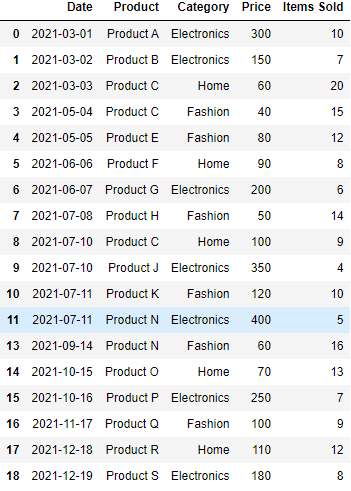 Date Product Category Price Items Sold
0 2021-03-01 Product A Electronics 300 10
1 2021-03-02 Product B Electronics 150 7
2 2021-03-03 Product C Home 60 20
3 2021-05-04 Product C Fashion 40 15
4 2021-05-05 Product E Fashion 80 12
5 2021-06-06 Product F Home 90 8
6 2021-06-07 Product G Electronics 200 6
7 2021-07-08 Product H Fashion 50 14
8 2021-07-10 Product C Home 100 9
9 2021-07-10 Product J Electronics 350 4
10 2021-07-11 Product K Fashion 120 10
11 2021-07-11 Product N Electronics 400 5
13 2021-09-14 Product N Fashion 60 16
14 2021-10-15 Product O Home 70 13
15 2021-10-16 Product P Electronics 250 7
16 2021-11-17 Product Q Fashion 100 9
17 2021-12-18 Product R Home 110 12
18 2021-12-19 Product S Electronics 180 8